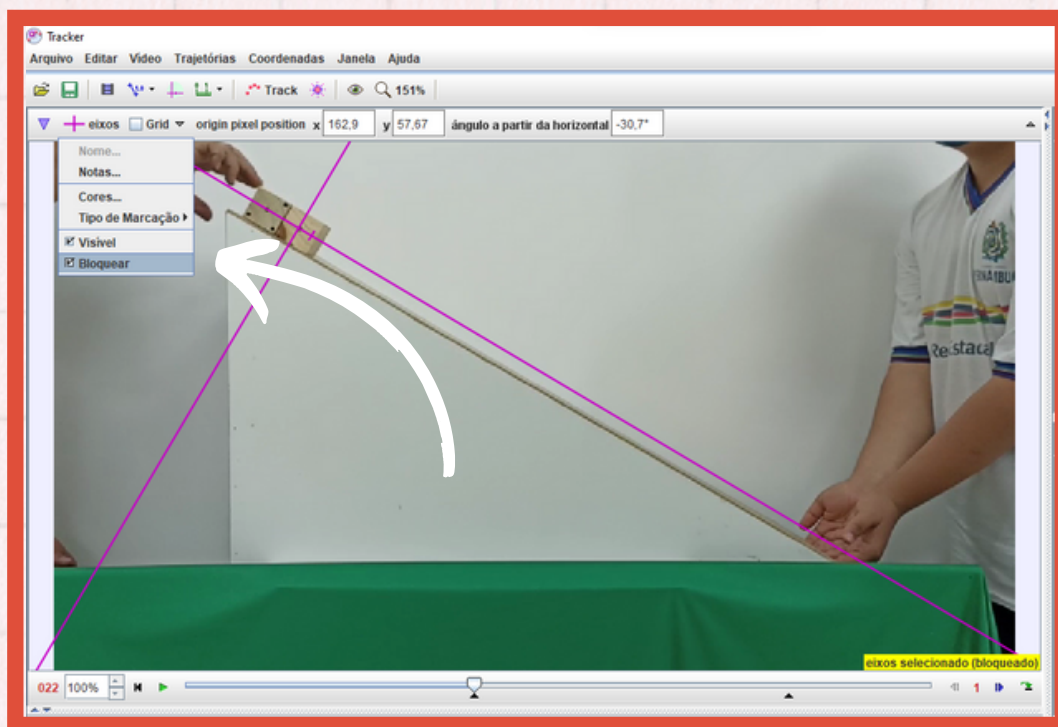 Tracker
Arquivo Editar Video Trajetórias Coordenadas Janela Ajuda
Track 151%
eixos Grid origin pixel position x 162,9 y 57,67 ângulo a partir da horizontal -30,7°
Nome...
Notas...
Cores...
Tipo de Marcação
Visível
Bloquear
eixos selecionado (bloqueado)
022 100% 1